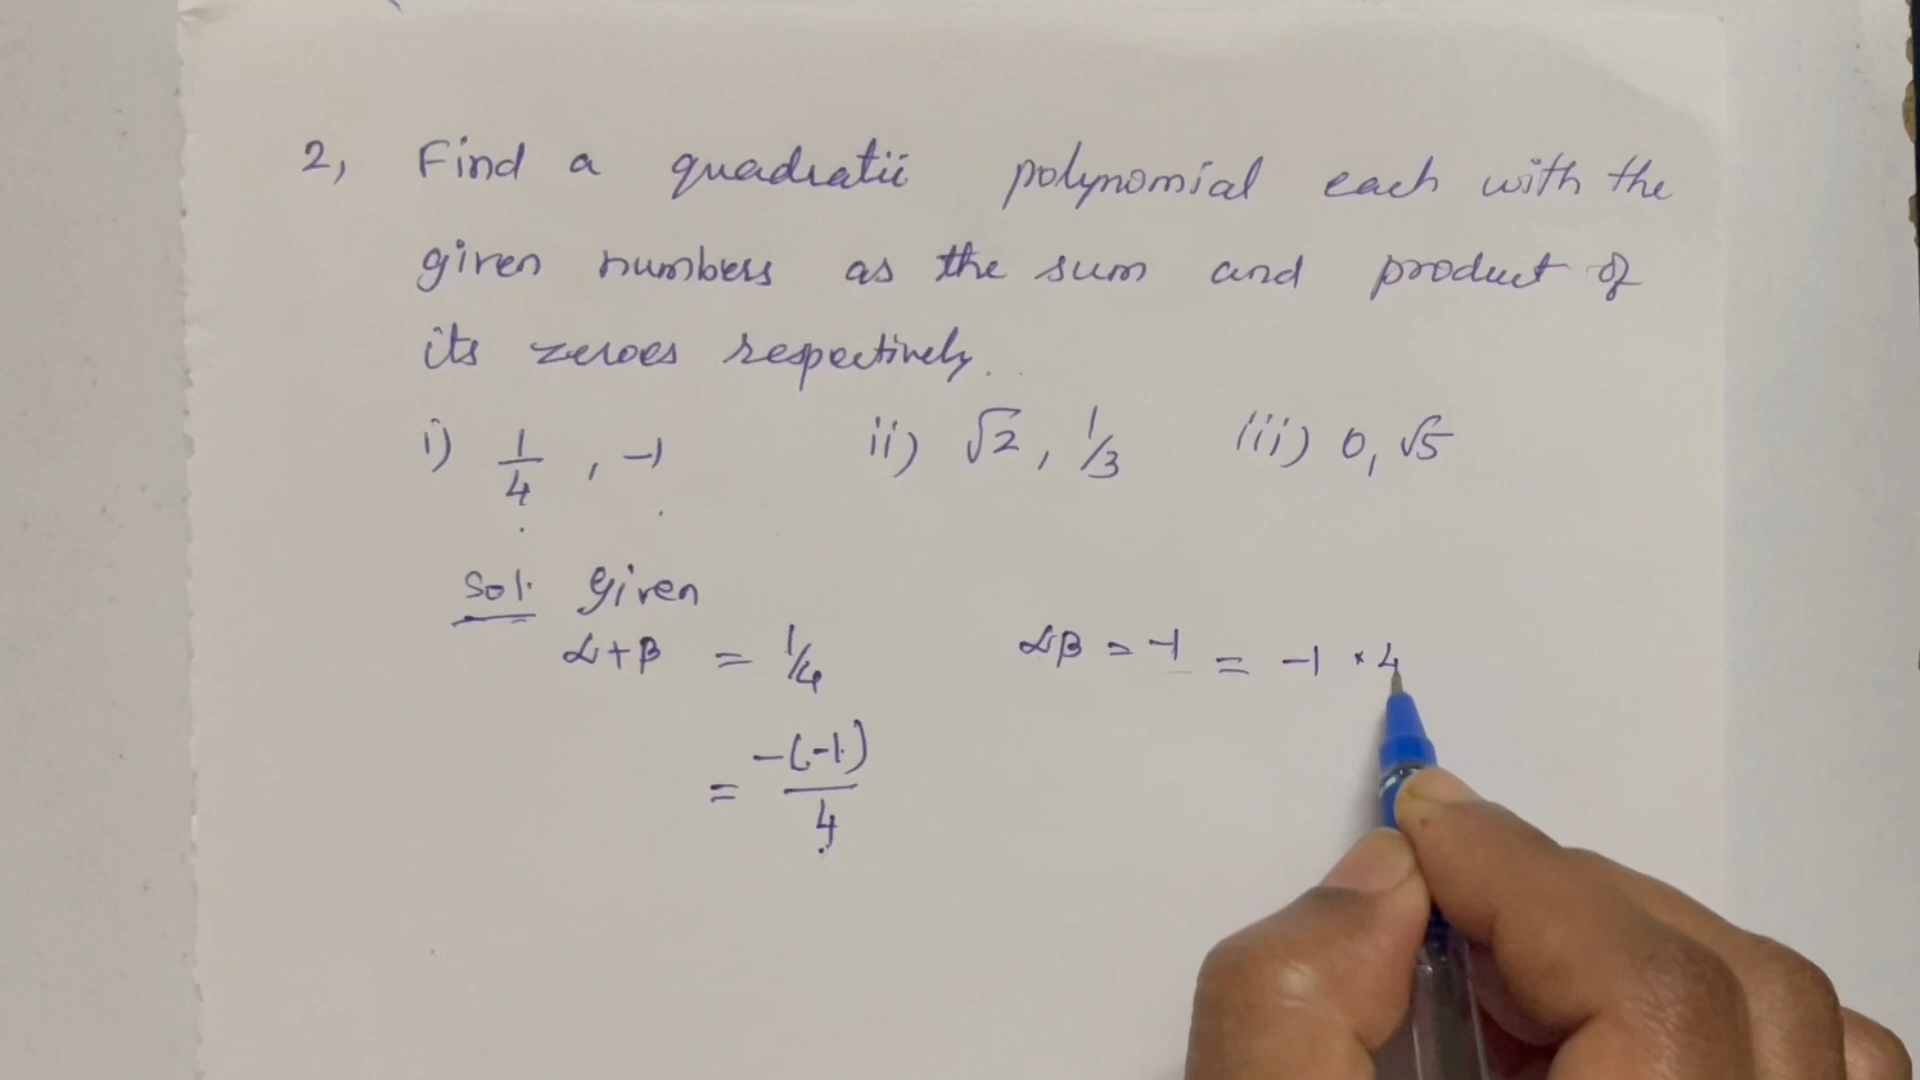 2, Find a quadratic polynomial each with the
given numbers as the sum and product of
its zeroes respectively.
i) 1/4 , -1 ii) √2, 1/3 iii) 0, √5
Sol. Given
α+β = 1/4 αβ = -1 = -1 × 4
= -(-1)/4